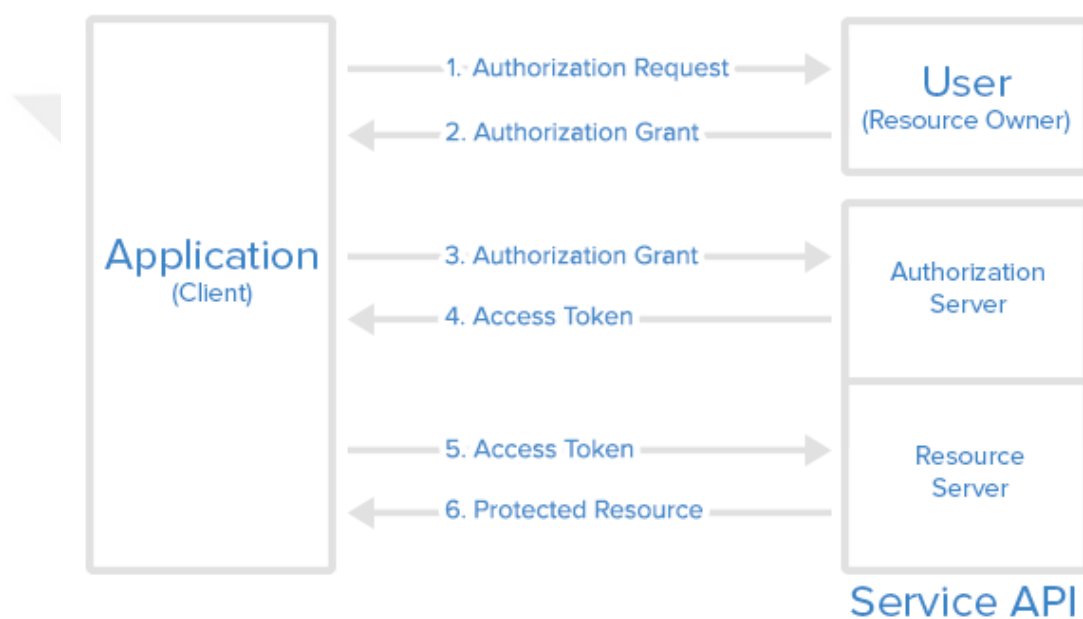 1. Authorization Request
User
(Resource Owner)
2. Authorization Grant
Application
(Client)
3. Authorization Grant
Authorization
Server
4. Access Token
5. Access Token
Resource
Server
6. Protected Resource
Service API